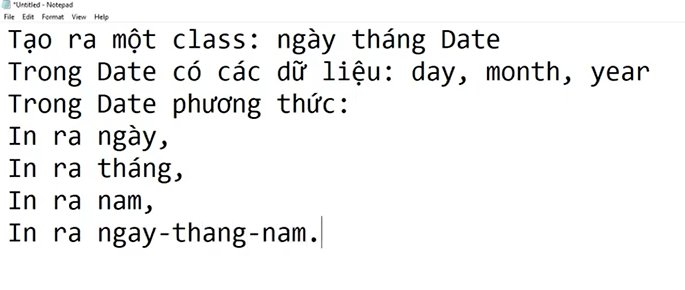 *Untitled - Notepad
File Edit Format View Help
Tạo ra một class: ngày tháng Date
Trong Date có các dữ liệu: day, month, year
Trong Date phương thức:
In ra ngày,
In ra tháng,
In ra nam,
In ra ngay-thang-nam.